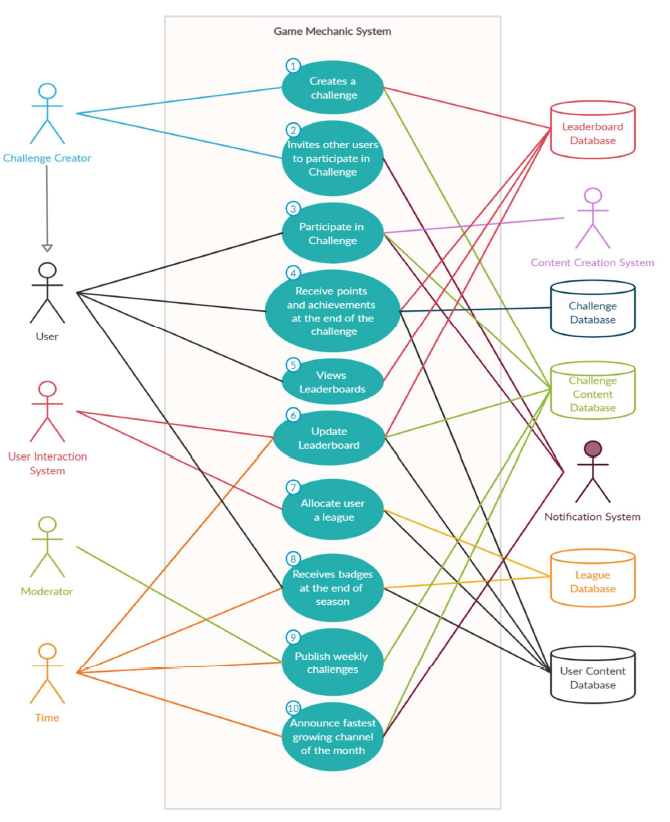 Game Mechanic System
1
Creates a
challenge
2
Invites other users
to participate in
Challenge
3
Participate in
Challenge
4
Receive points
and achievements
at the end of the
challenge
5
Views
Leaderboards
6
Update
Leaderboard
7
Allocate user
a league
8
Receives badges
at the end of
season
9
Publish weekly
challenges
10
Announce fastest
growing channel
of the month
Challenge Creator
User
User Interaction
System
Moderator
Time
Leaderboard
Database
Content Creation System
Challenge
Database
Challenge
Content
Database
Notification System
League
Database
User Content
Database